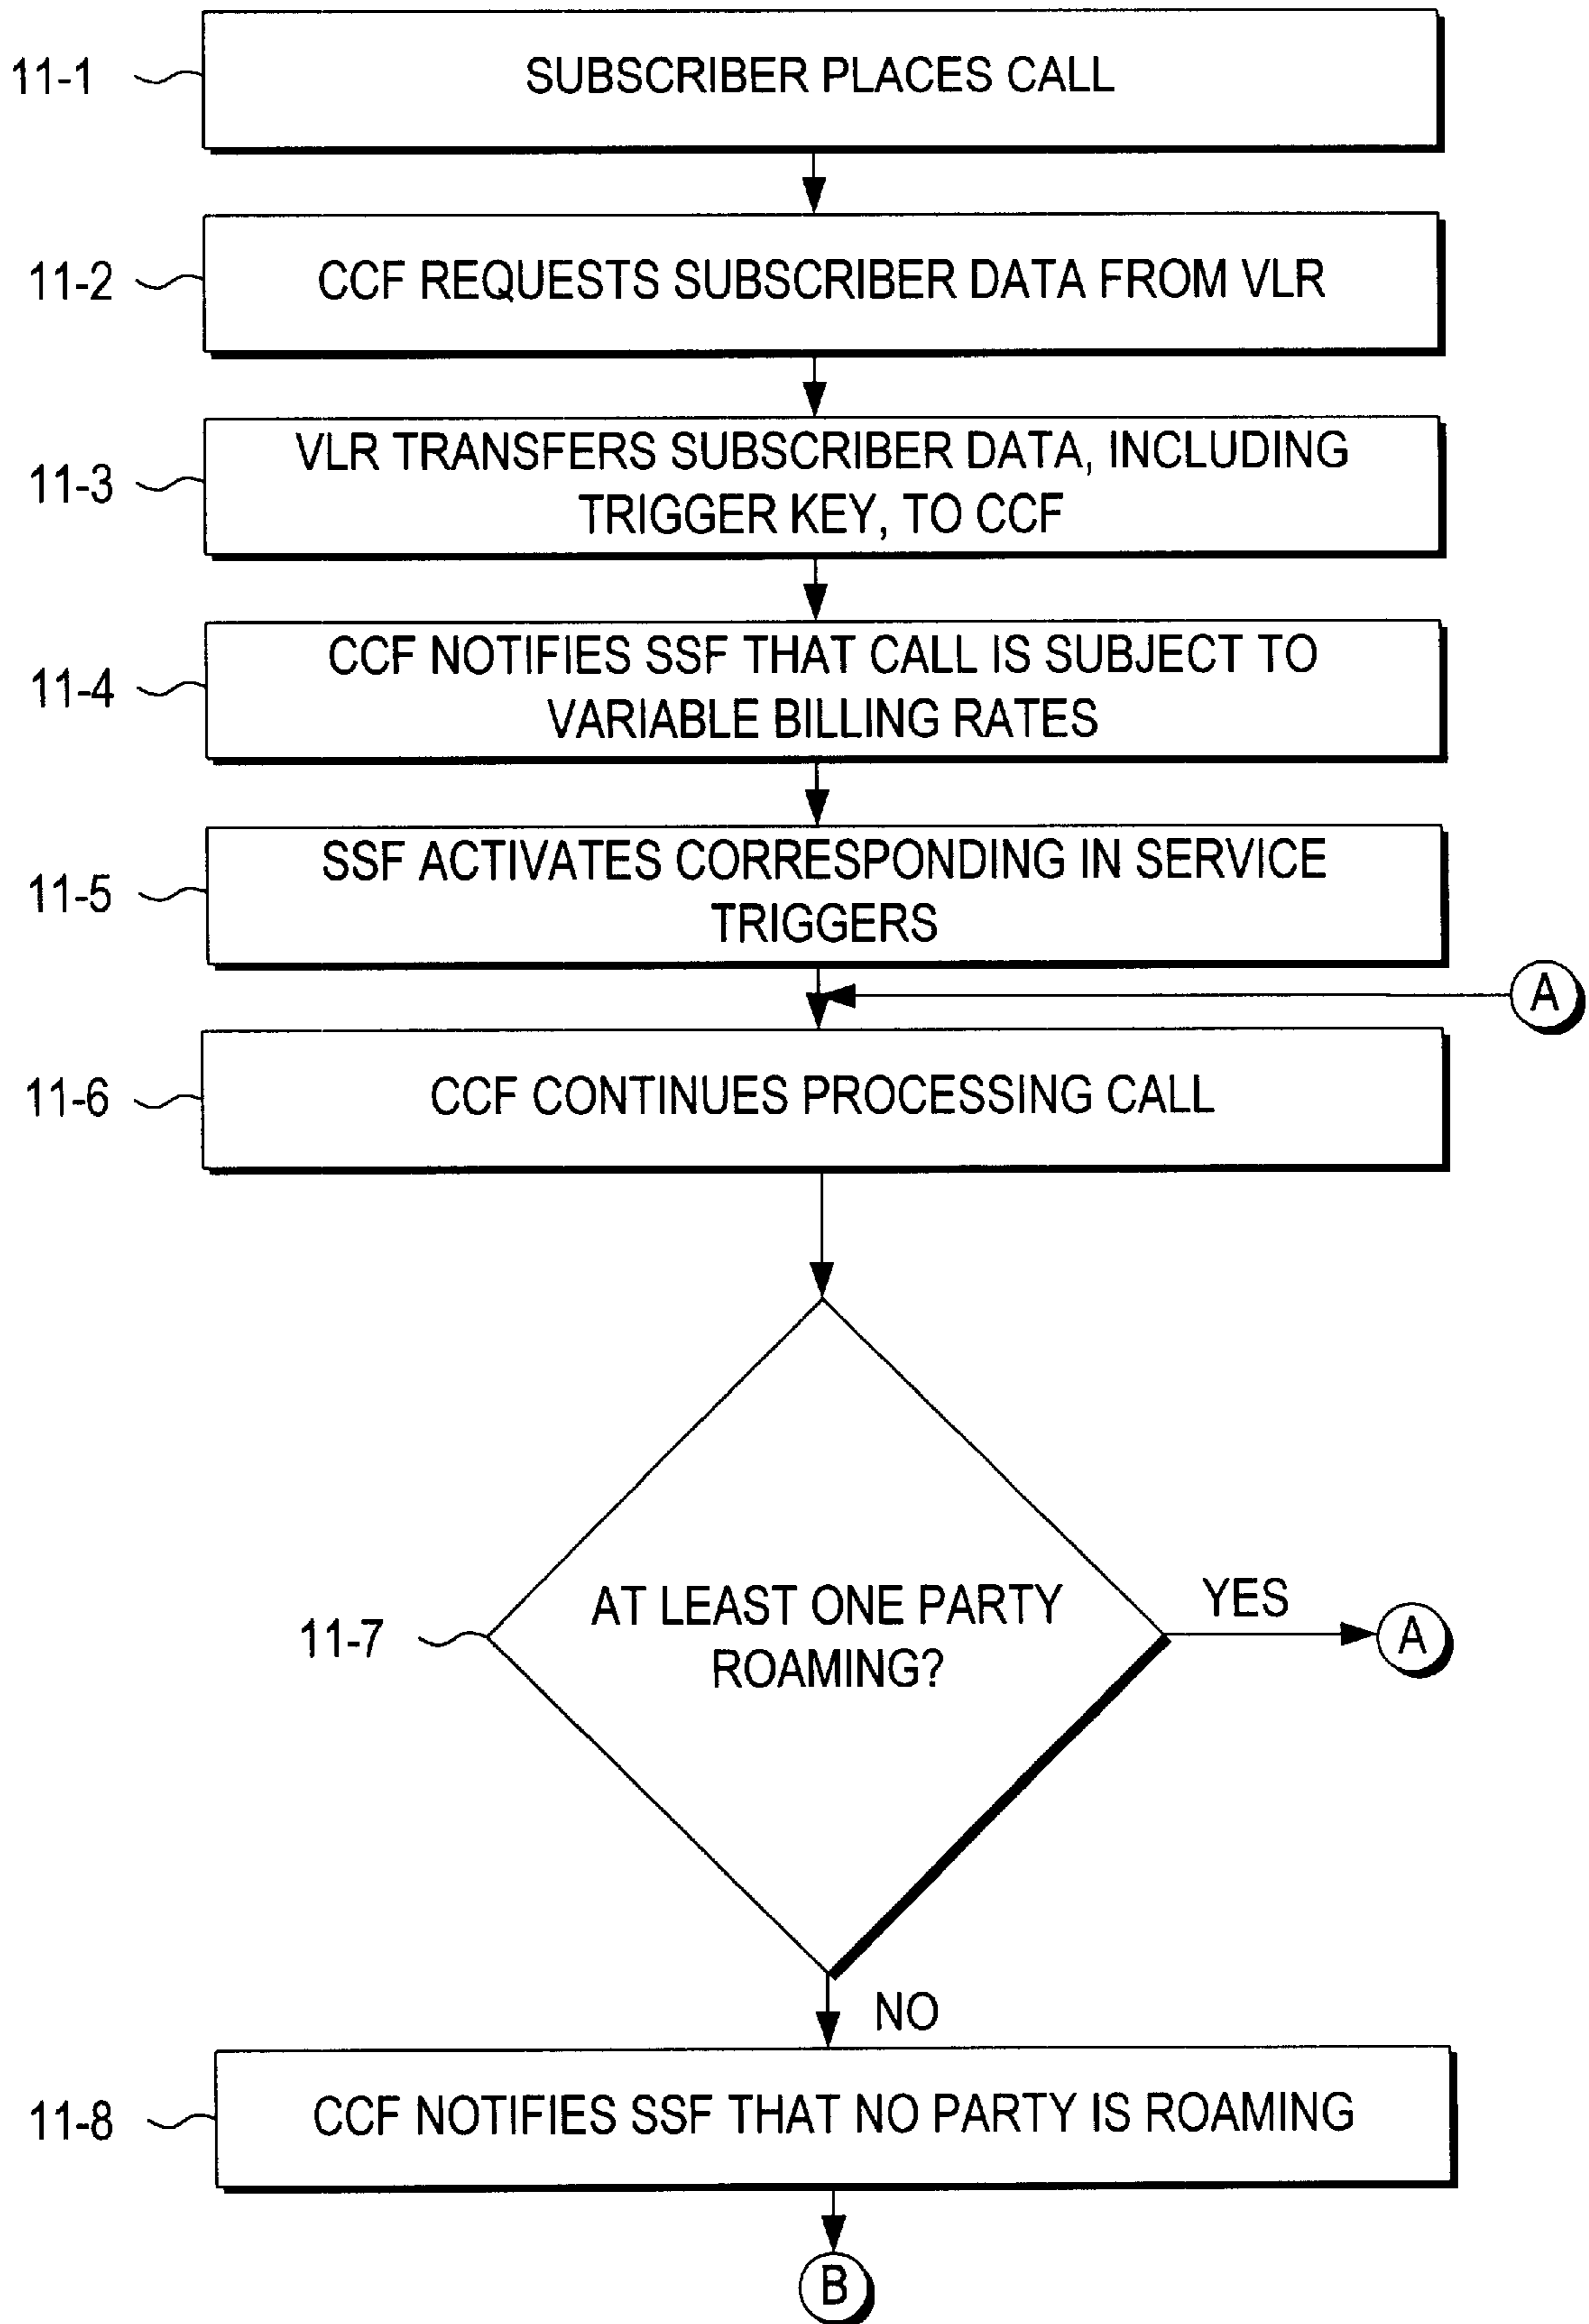 11-1
SUBSCRIBER PLACES CALL
11-2
CCF REQUESTS SUBSCRIBER DATA FROM VLR
11-3
VLR TRANSFERS SUBSCRIBER DATA, INCLUDING
TRIGGER KEY, TO CCF
11-4
CCF NOTIFIES SSF THAT CALL IS SUBJECT TO
VARIABLE BILLING RATES
11-5
SSF ACTIVATES CORRESPONDING IN SERVICE
TRIGGERS
A
11-6
CCF CONTINUES PROCESSING CALL
11-7
AT LEAST ONE PARTY
ROAMING?
YES
A
NO
11-8
CCF NOTIFIES SSF THAT NO PARTY IS ROAMING
B